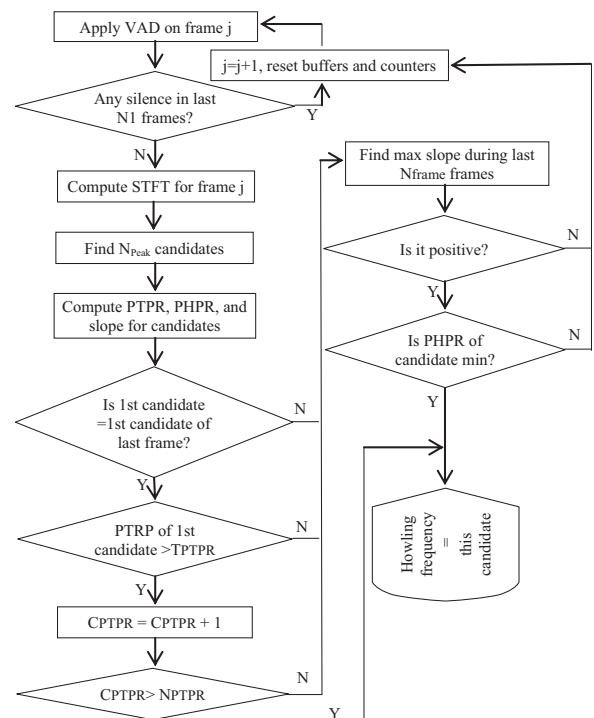 Apply VAD on frame j
j=j+1, reset buffers and counters
Any silence in last
N1 frames?
Y
N
Compute STFT for frame j
Find NPeak candidates
Compute PTPR, PHPR, and
slope for candidates
Is 1st candidate
=1st candidate of
last frame?
N
Y
PTRP of 1st
candidate >TPTPR
N
Y
CPTPR = CPTPR + 1
CPTPR> NPTPR
N
Y
Find max slope during last
Nframe frames
Is it positive?
N
Y
Is PHPR of
candidate min?
N
Y
Howling
frequency
=
this
candidate